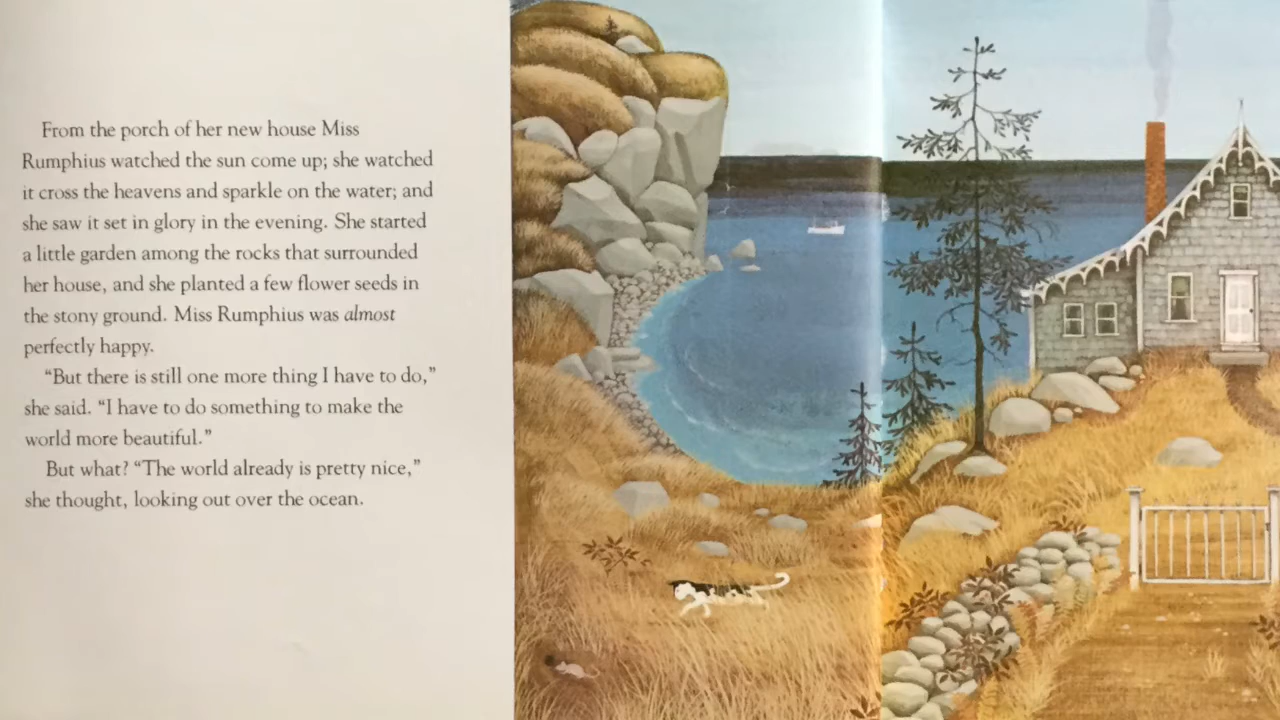 From the porch of her new house Miss
Rumphius watched the sun come up; she watched
it cross the heavens and sparkle on the water; and
she saw it set in glory in the evening. She started
a little garden among the rocks that surrounded
her house, and she planted a few flower seeds in
the stony ground. Miss Rumphius was almost
perfectly happy.
“But there is still one more thing I have to do,”
she said. “I have to do something to make the
world more beautiful.”
But what? “The world already is pretty nice,”
she thought, looking out over the ocean.